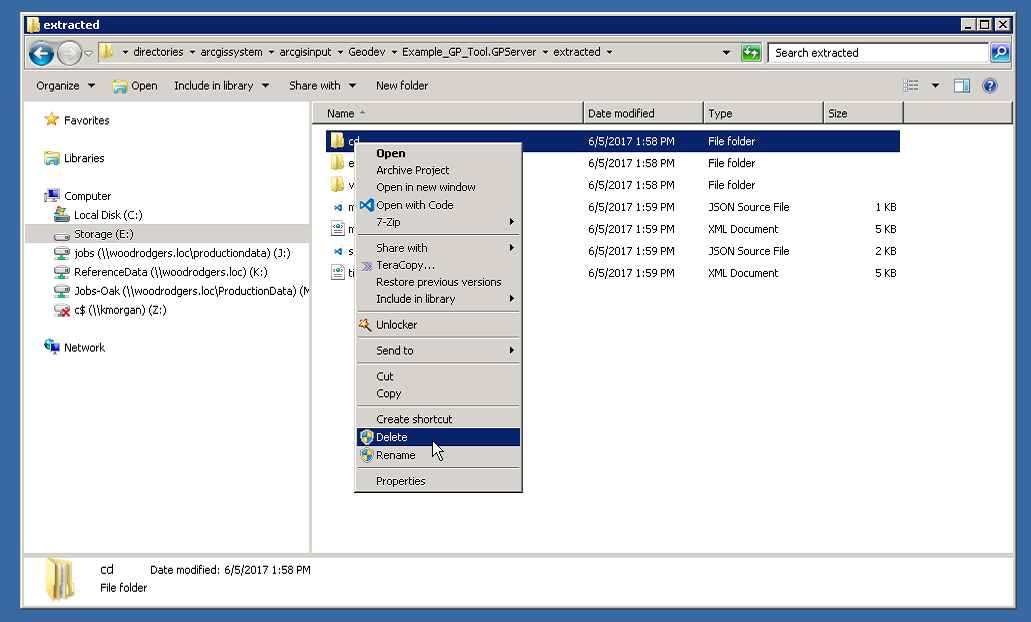 extracted
directories arcgissystem arcgisinput Geodev Example_GP_Tool.GPServer extracted Search extracted
Organize Open Include in library Share with New folder
Favorites
Libraries
Computer
Local Disk (C:)
Storage (E:)
jobs (\\woodrodgers.loc\productiondata) (J:)
ReferenceData (\\woodrodgers.loc) (K:)
Jobs-Oak (\\woodrodgers.loc\ProductionData) (M
c$ (\\kmorgan) (Z:)
Network
Name Date modified Type Size
cd 6/5/2017 1:58 PM File folder
e 6/5/2017 1:58 PM File folder
v 6/5/2017 1:58 PM File folder
m 6/5/2017 1:59 PM JSON Source File 1 KB
m 6/5/2017 1:59 PM XML Document 5 KB
s 6/5/2017 1:59 PM JSON Source File 2 KB
ti 6/5/2017 1:59 PM XML Document 5 KB
Open
Archive Project
Open in new window
Open with Code
7-Zip
Share with
TeraCopy...
Restore previous versions
Include in library
Unlocker
Send to
Cut
Copy
Create shortcut
Delete
Rename
Properties
cd Date modified: 6/5/2017 1:58 PM
File folder